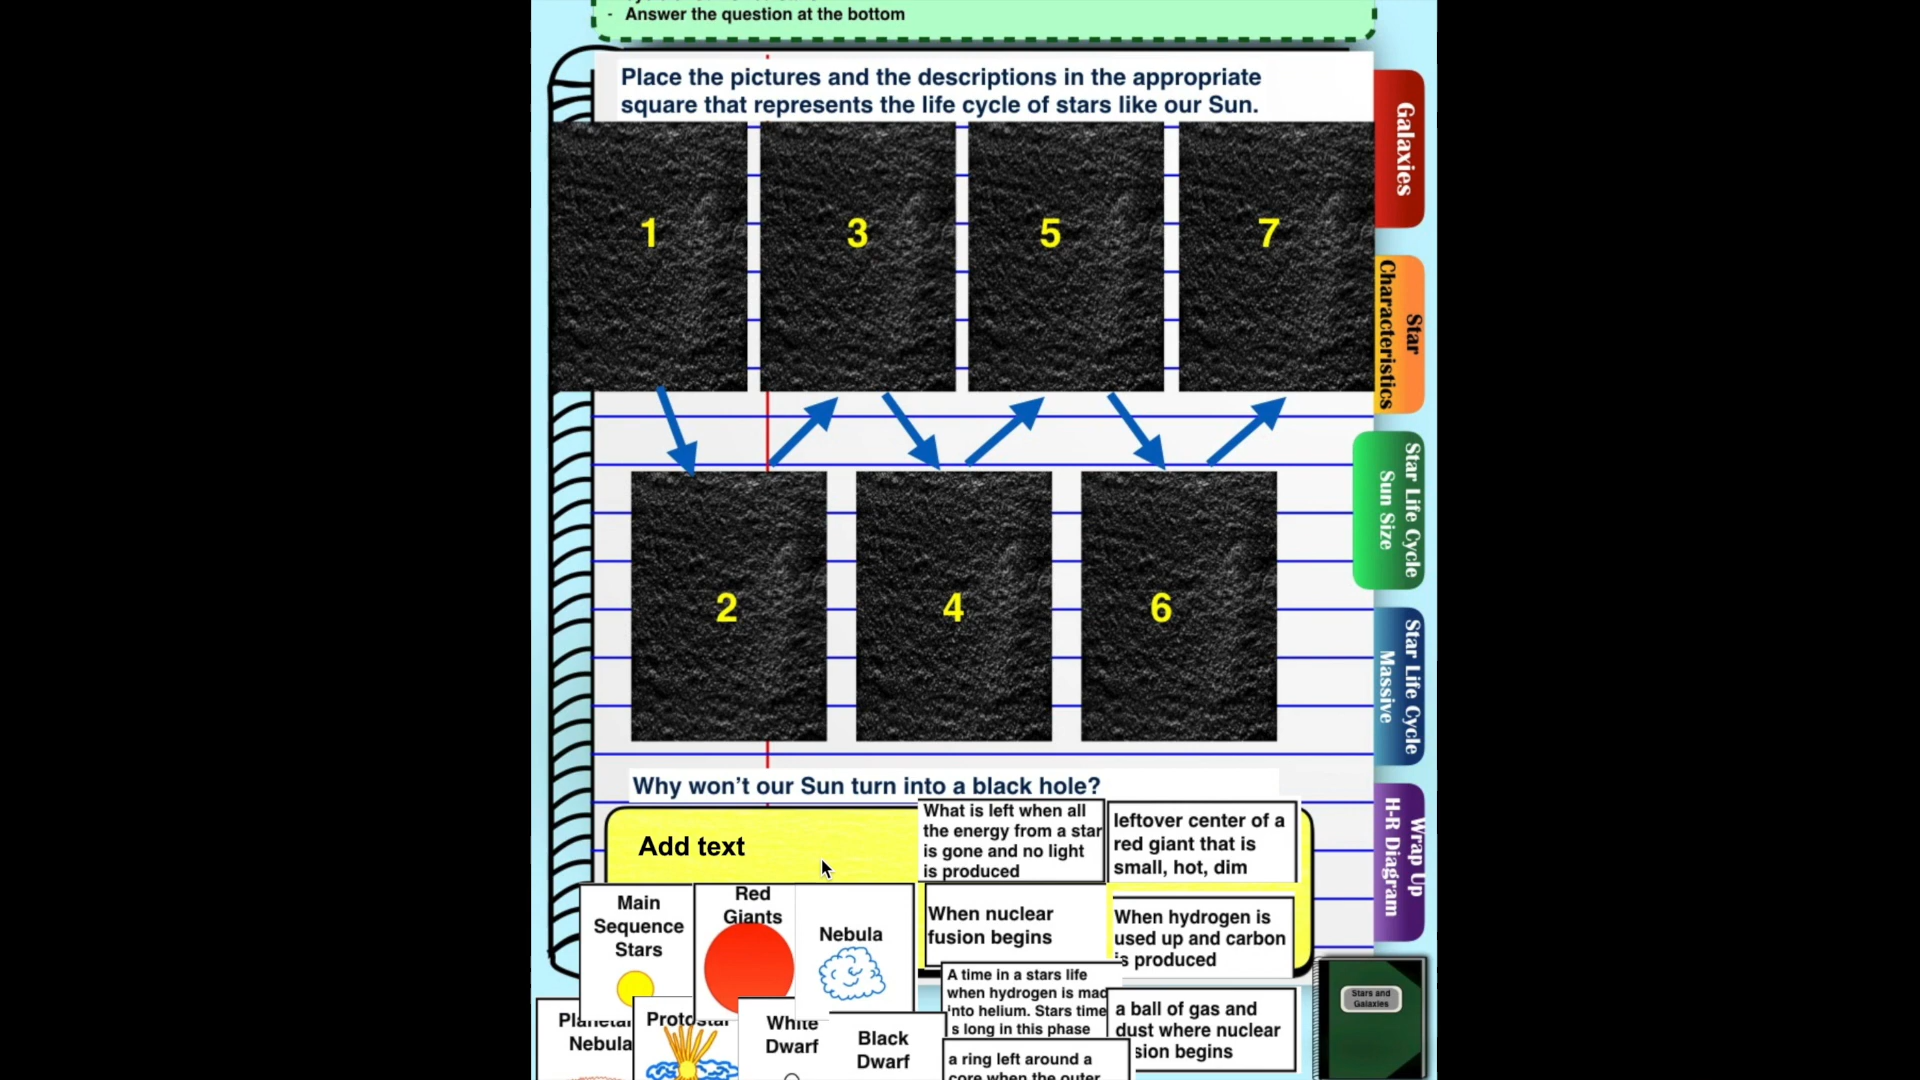 - Answer the question at the bottom
Place the pictures and the descriptions in the appropriate
square that represents the life cycle of stars like our Sun.
1
3
5
7
2
4
6
Why won’t our Sun turn into a black hole?
Add text
What is left when all
the energy from a star
is gone and no light
is produced
leftover center of a
red giant that is
small, hot, dim
When nuclear
fusion begins
When hydrogen is
used up and carbon
is produced
A time in a stars life
when hydrogen is mad
into helium. Stars time
s long in this phase
a ball of gas and
dust where nuclear
sion begins
a ring left around a
core when the outer
Main
Sequence
Stars
Red
Giants
Nebula
Planetar
Nebula
Protostar
White
Dwarf
Black
Dwarf
Galaxies
Star
Characteristics
Star Life Cycle
Sun Size
Star Life Cycle
Massive
Wrap Up
H-R Diagram
Stars and
Galaxies